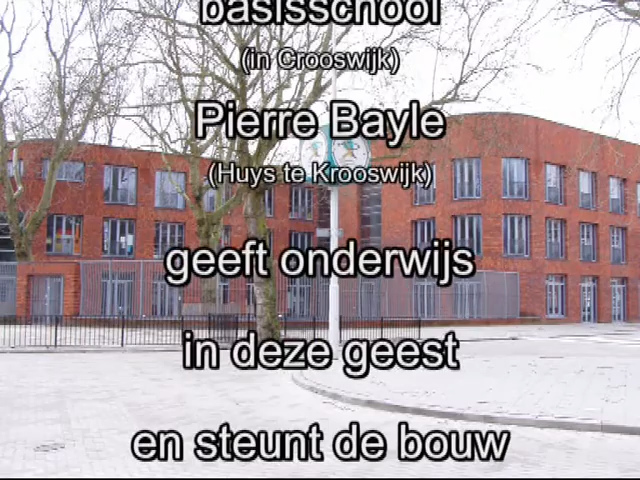 basisschool
(in Crooswijk)
Pierre Bayle
(Huys te Krooswijk)
geeft onderwijs
in deze geest
en steunt de bouw